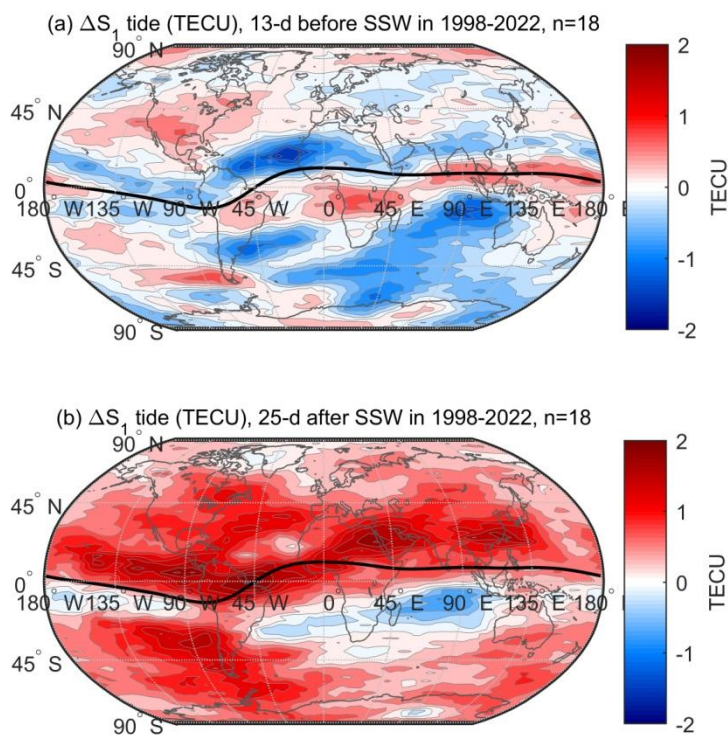 (a) ΔS₁ tide (TECU), 13-d before SSW in 1998-2022, n=18
90° N
45° N
0°
180° W 135° W 90° W 45° W 0 45° E 90° E 135° E 180° E
45° S
90° S
2
1
0
-1
-2
TECU
(b) ΔS₁ tide (TECU), 25-d after SSW in 1998-2022, n=18
90° N
45° N
0°
180° W 135° W 90° W 45° W 0 45° E 90° E 135° E 180° E
45° S
90° S
2
1
0
-1
-2
TECU